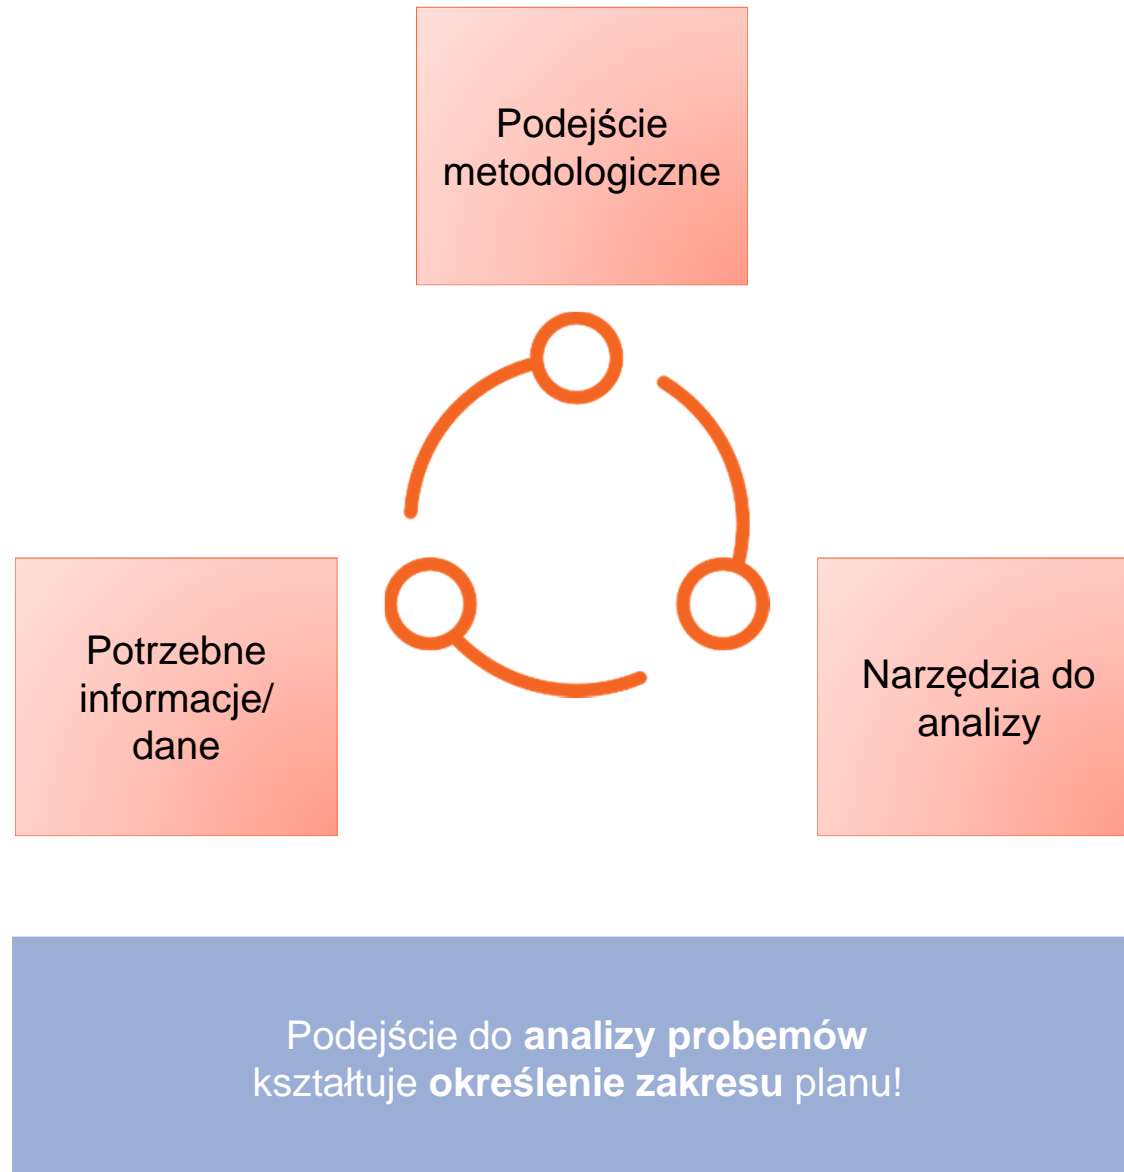 Podejście
metodologiczne
Potrzebne
informacje/
dane
Narzędzia do
analizy
Podejście do analizy probemów
kształtuje określenie zakresu planu!